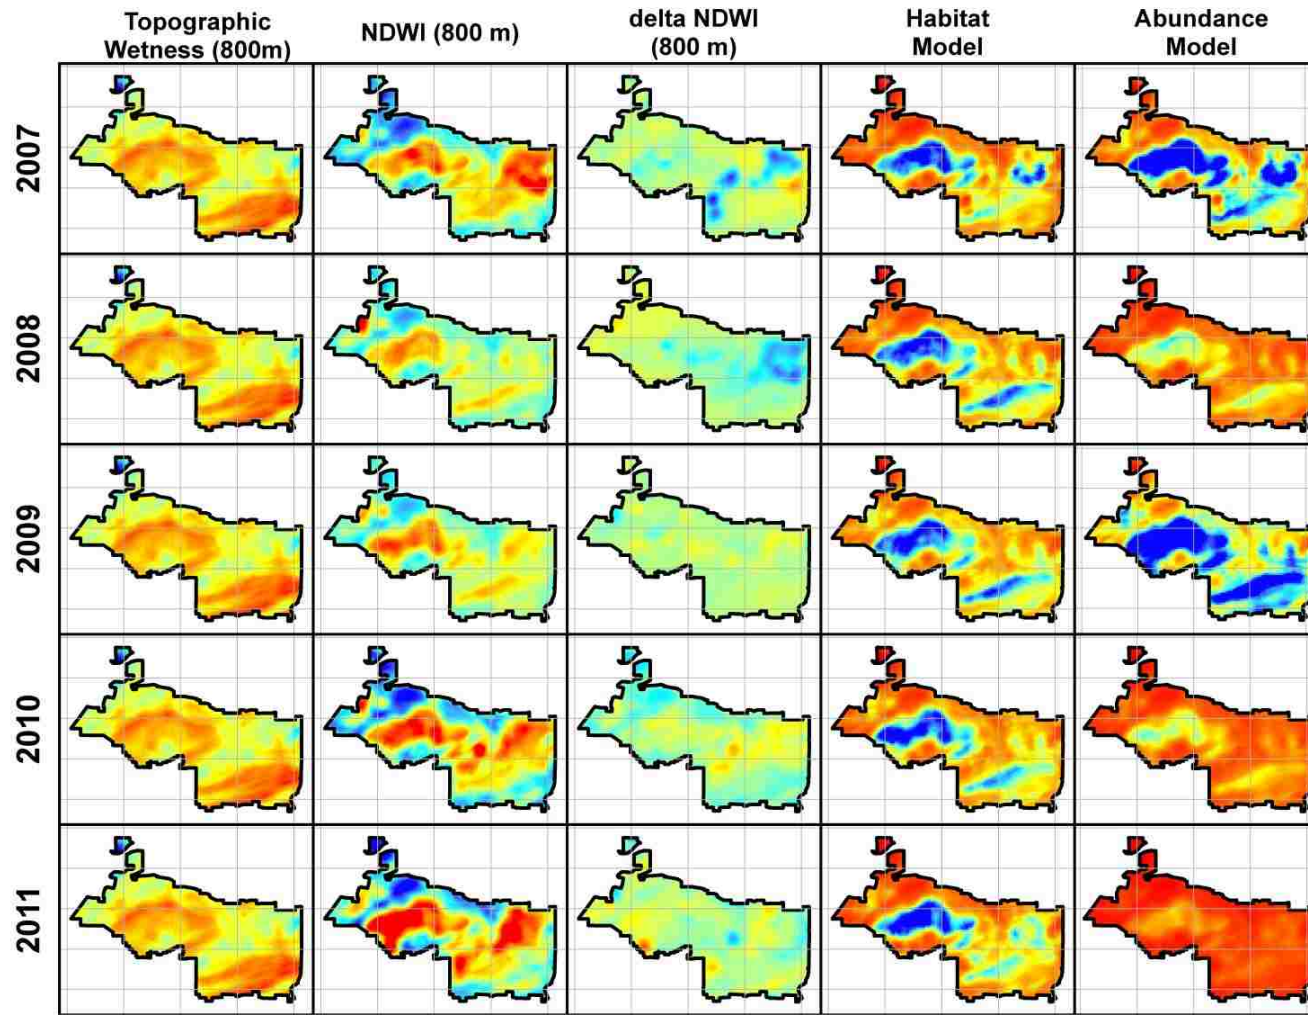 Topographic
Wetness (800m)
NDWI (800 m)
delta NDWI
(800 m)
Habitat
Model
Abundance
Model
2007
2008
2009
2010
2011